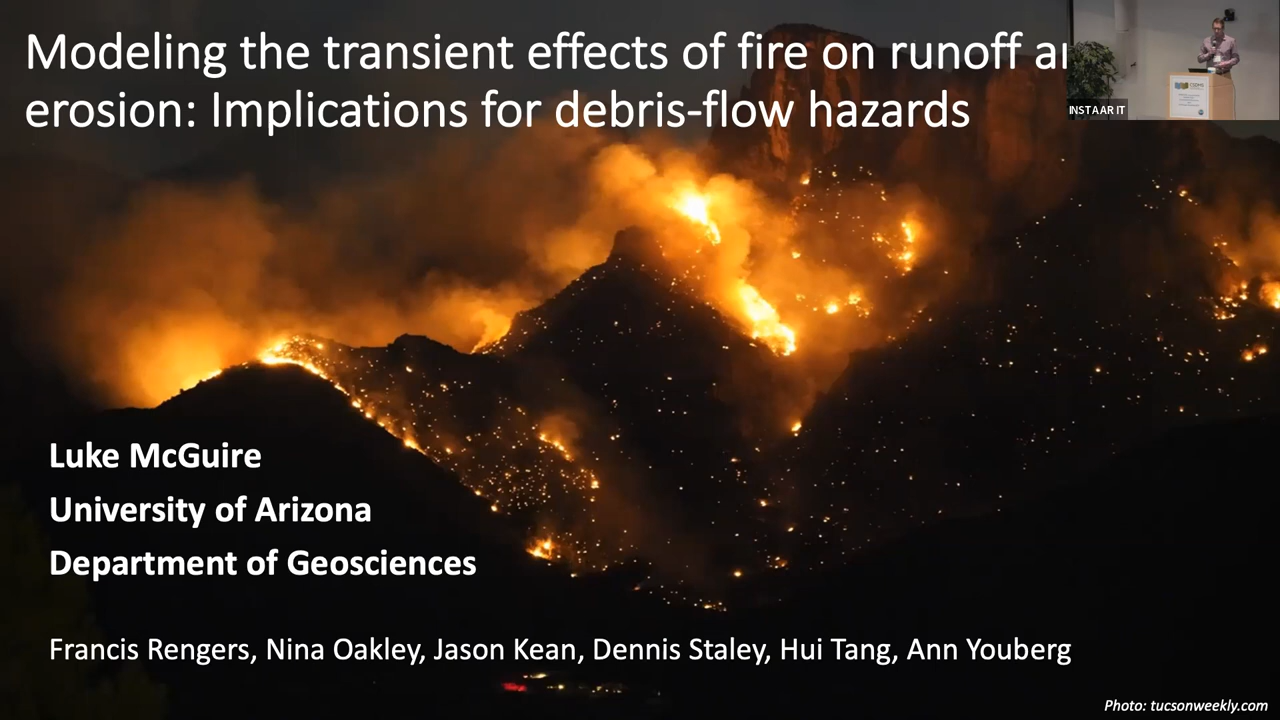 Modeling the transient effects of fire on runoff
erosion: Implications for debris-flow hazards
INSTAAR IT
Luke McGuire
University of Arizona
Department of Geosciences
Francis Rengers, Nina Oakley, Jason Kean, Dennis Staley, Hui Tang, Ann Youberg
Photo: tucsonweekly.com